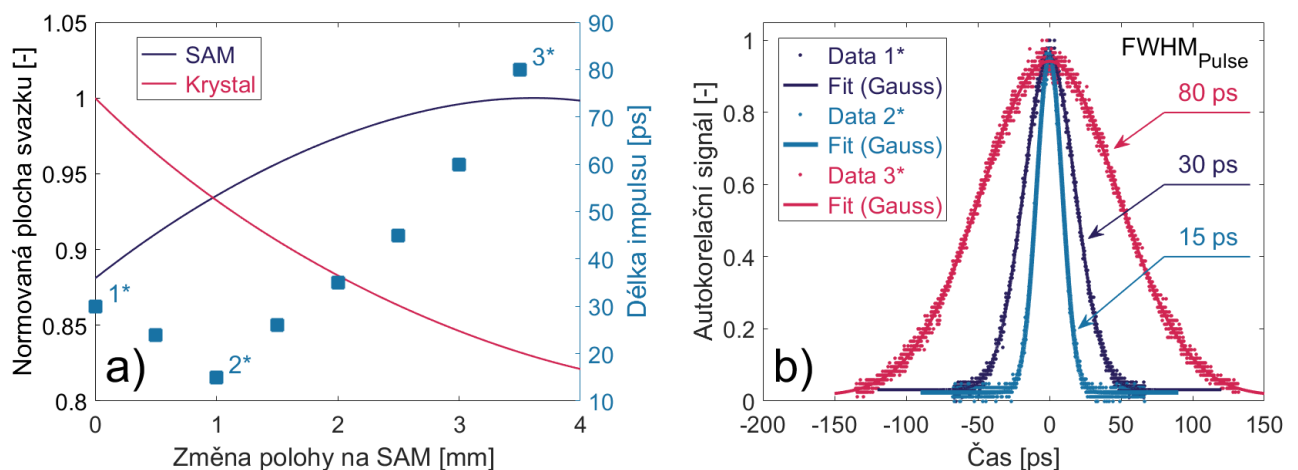 1.05
1
0.95
0.9
0.85
0.8
Normovaná plocha svazku [-]
SAM
Krystal
1*
2*
3*
a)
0 1 2 3 4
Změna polohy na SAM [mm]
90
80
70
60
50
40
30
20
10
Délka impulsu [ps]
1
0.8
0.6
0.4
0.2
0
Autokorelační signál [-]
Data 1*
Fit (Gauss)
Data 2*
Fit (Gauss)
Data 3*
Fit (Gauss)
FWHM_Pulse
80 ps
30 ps
15 ps
b)
-200 -150 -100 -50 0 50 100 150
Čas [ps]